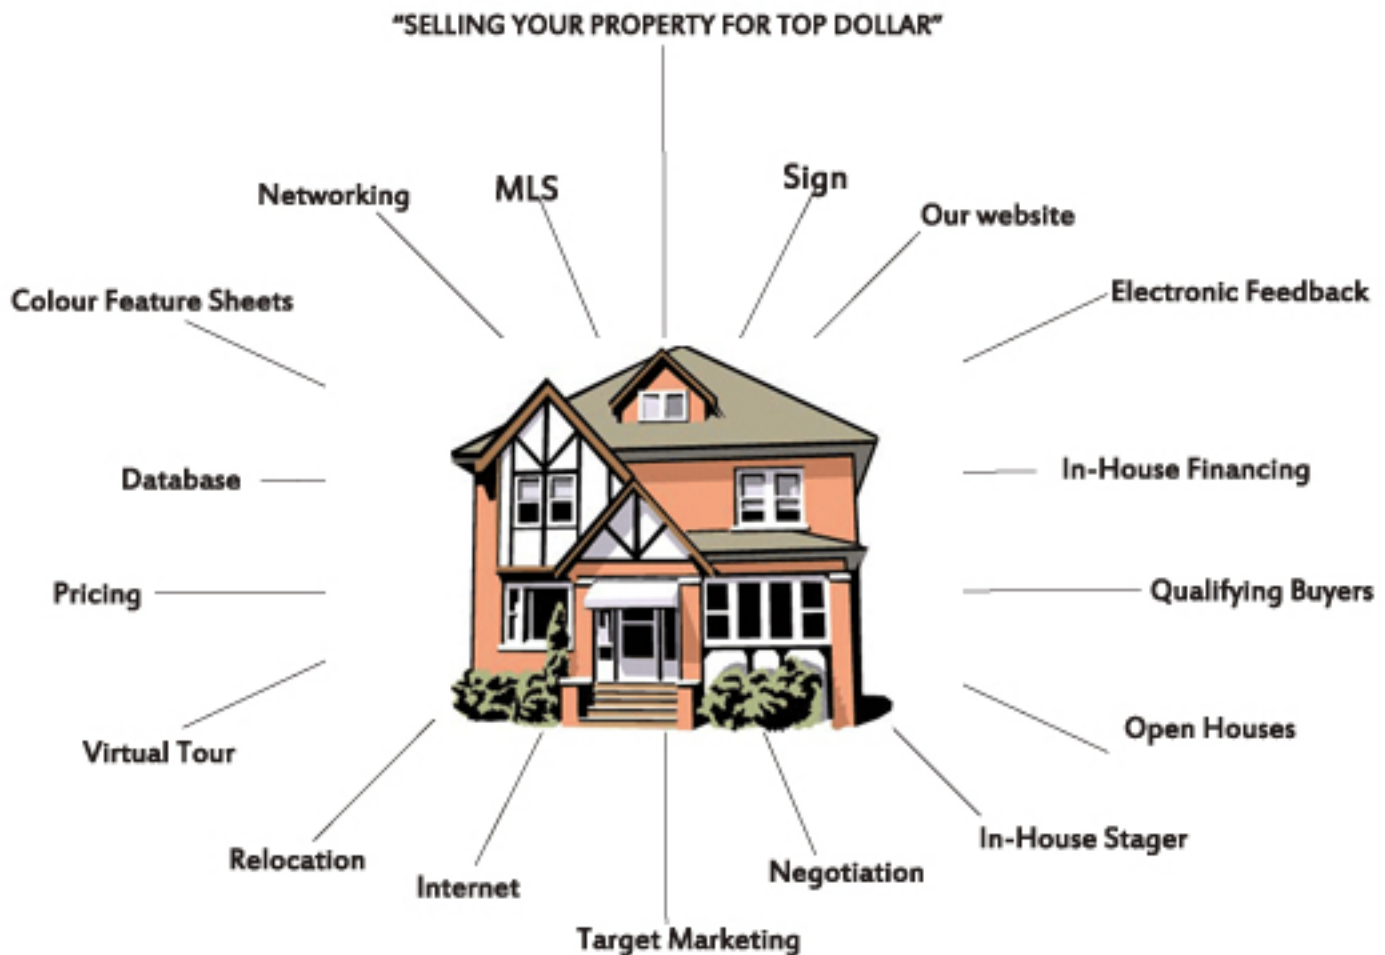 “SELLING YOUR PROPERTY FOR TOP DOLLAR”
Networking
MLS
Sign
Our website
Colour Feature Sheets
Electronic Feedback
Database
In-House Financing
Pricing
Qualifying Buyers
Virtual Tour
Open Houses
Relocation
Internet
Target Marketing
Negotiation
In-House Stager